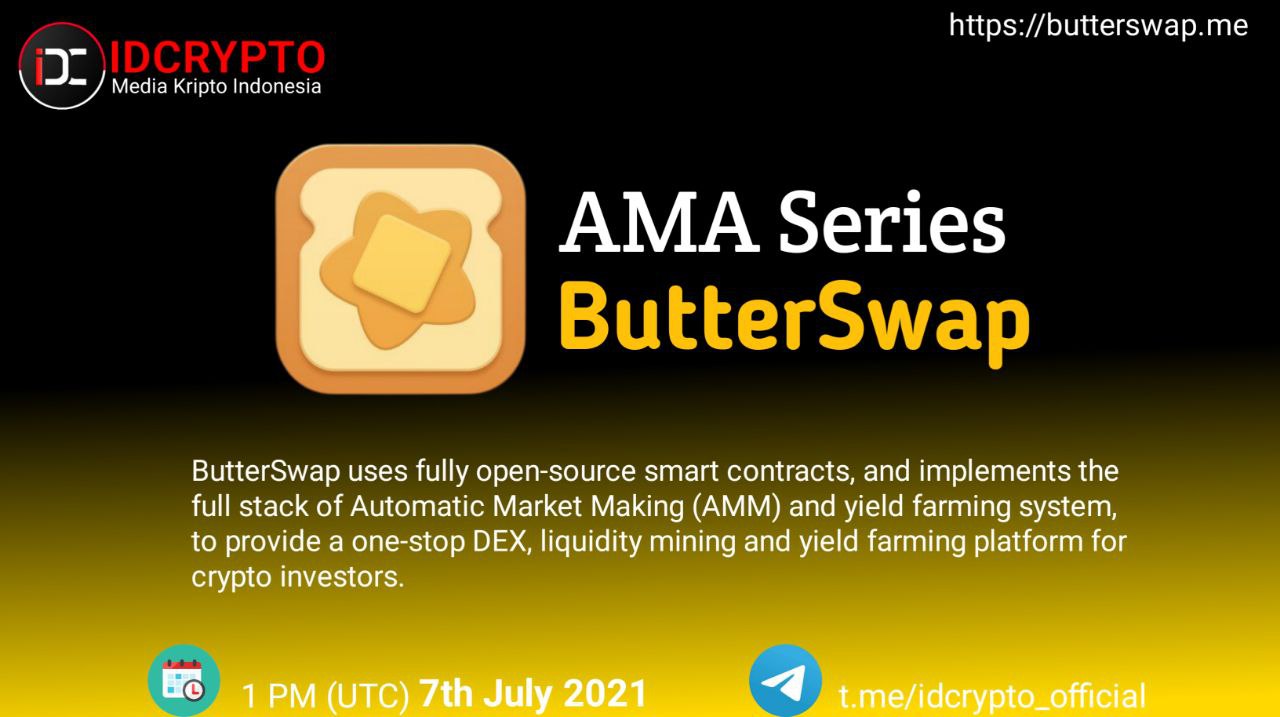 iDC
IDCRYPTO
Media Kripto Indonesia
https://butterswap.me
AMA Series
ButterSwap
ButterSwap uses fully open-source smart contracts, and implements the
full stack of Automatic Market Making (AMM) and yield farming system,
to provide a one-stop DEX, liquidity mining and yield farming platform for
crypto investors.
1 PM (UTC) 7th July 2021
t.me/idcrypto_official